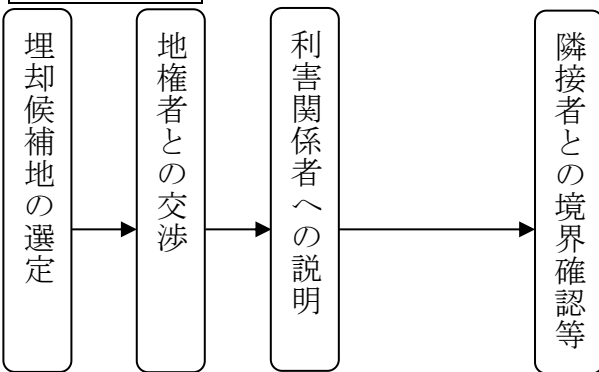 埋却候補地の選定
地権者との交渉
利害関係者への説明
隣接者との境界確認等